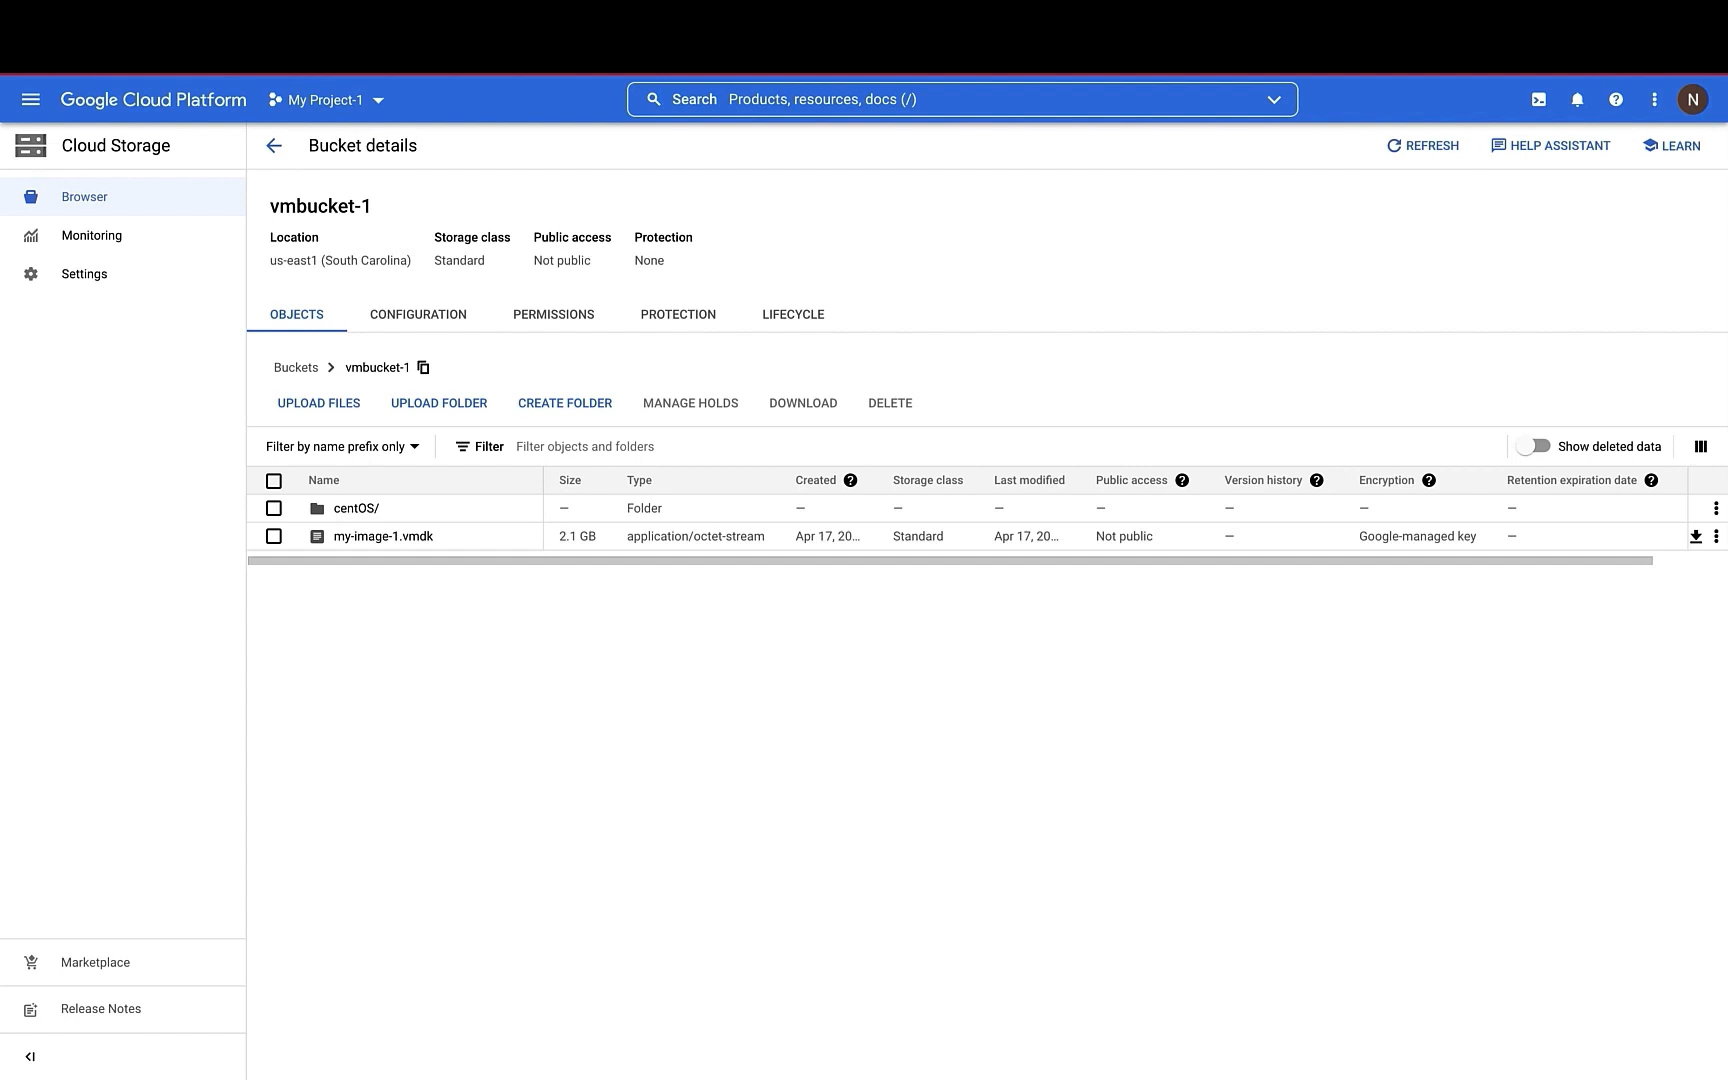 Google Cloud Platform My Project-1 Search Products, resources, docs (/) N
Cloud Storage Bucket details REFRESH HELP ASSISTANT LEARN
Browser
Monitoring
Settings
vmbucket-1
Location Storage class Public access Protection
us-east1 (South Carolina) Standard Not public None
OBJECTS CONFIGURATION PERMISSIONS PROTECTION LIFECYCLE
Buckets vmbucket-1
UPLOAD FILES UPLOAD FOLDER CREATE FOLDER MANAGE HOLDS DOWNLOAD DELETE
Filter by name prefix only Filter Filter objects and folders Show deleted data
Name Size Type Created Storage class Last modified Public access Version history Encryption Retention expiration date
centOS/ — Folder — — — — — — —
my-image-1.vmdk 2.1 GB application/octet-stream Apr 17, 20... Standard Apr 17, 20... Not public — Google-managed key —
Marketplace
Release Notes